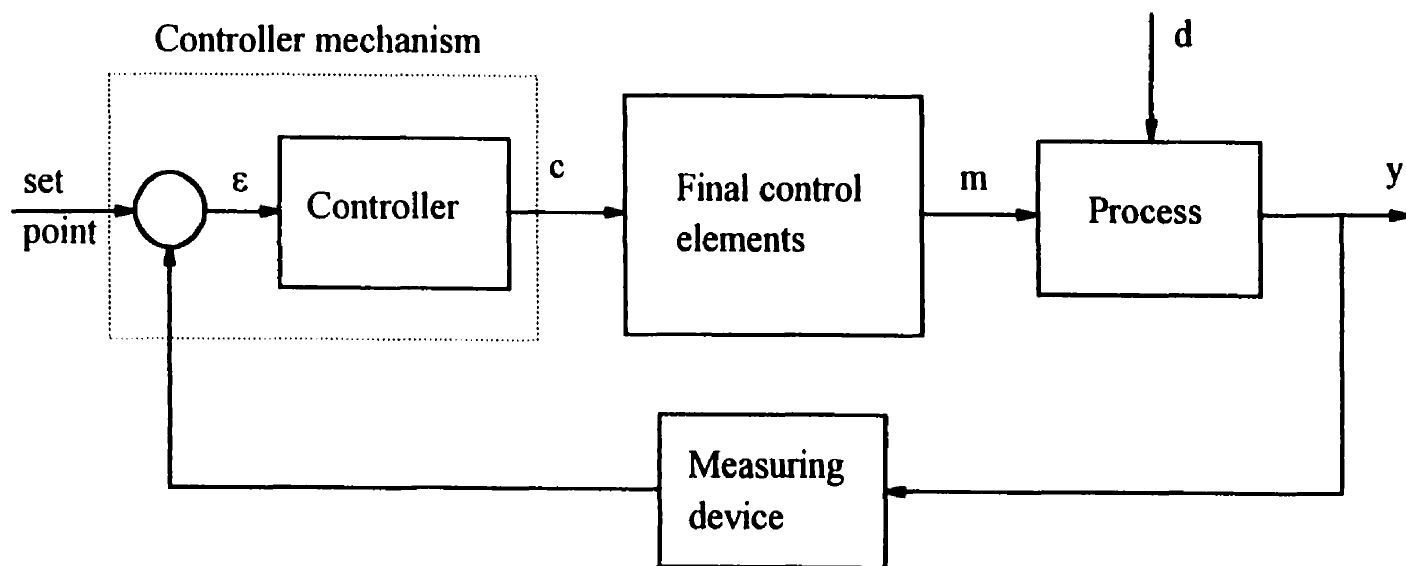 Controller mechanism
d
set
point
ε
Controller
c
Final control
elements
m
Process
y
Measuring
device